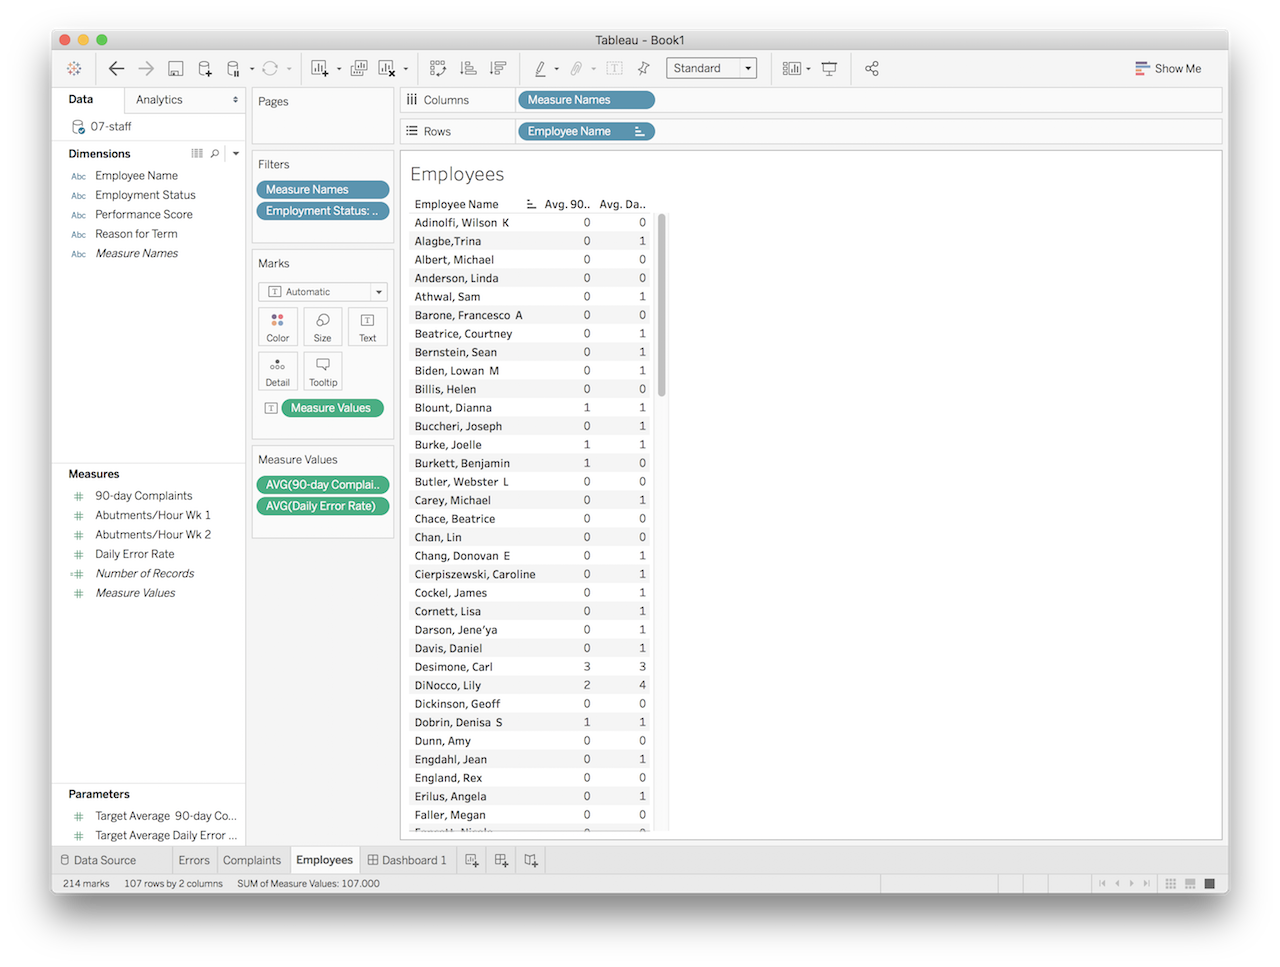 Tableau - Book1
Standard
Show Me
Data
Analytics
07-staff
Dimensions
Abc Employee Name
Abc Employment Status
Abc Performance Score
Abc Reason for Term
Abc Measure Names
Measures
# 90-day Complaints
# Abutments/Hour Wk 1
# Abutments/Hour Wk 2
# Daily Error Rate
=# Number of Records
# Measure Values
Parameters
# Target Average 90-day Co...
# Target Average Daily Error ...
Pages
Filters
Measure Names
Employment Status: ..
Marks
T Automatic
Color
Size
T
Text
Detail
Tooltip
T Measure Values
Measure Values
AVG(90-day Complai..
AVG(Daily Error Rate)
Columns Measure Names
Rows Employee Name
Employees
Employee Name Avg. 90.. Avg. Da..
Adinolfi, Wilson K 0 0
Alagbe,Trina 0 1
Albert, Michael 0 0
Anderson, Linda 0 0
Athwal, Sam 0 1
Barone, Francesco A 0 0
Beatrice, Courtney 0 1
Bernstein, Sean 0 1
Biden, Lowan M 0 1
Billis, Helen 0 0
Blount, Dianna 1 1
Buccheri, Joseph 0 1
Burke, Joelle 1 1
Burkett, Benjamin 1 0
Butler, Webster L 0 0
Carey, Michael 0 1
Chace, Beatrice 0 0
Chan, Lin 0 0
Chang, Donovan E 0 1
Cierpiszewski, Caroline 0 1
Cockel, James 0 1
Cornett, Lisa 0 1
Darson, Jene'ya 0 1
Davis, Daniel 0 1
Desimone, Carl 3 3
DiNocco, Lily 2 4
Dickinson, Geoff 0 0
Dobrin, Denisa S 1 1
Dunn, Amy 0 0
Engdahl, Jean 0 1
England, Rex 0 0
Erilus, Angela 0 1
Faller, Megan 0 0
Data Source
Errors
Complaints
Employees
Dashboard 1
214 marks 107 rows by 2 columns SUM of Measure Values: 107.000